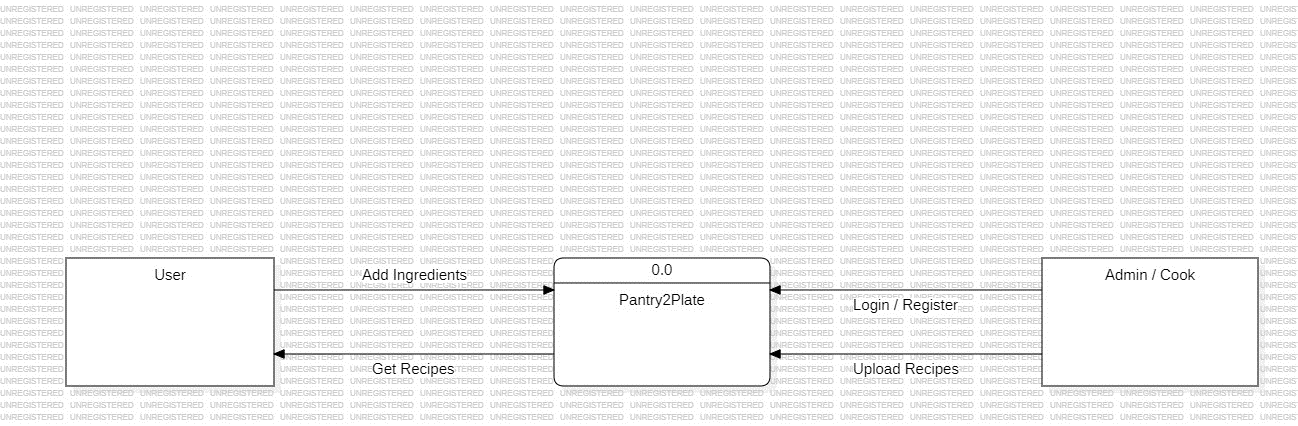 UNREGISTERED
User
Add Ingredients
0.0
Admin / Cook
Pantry2Plate
Login / Register
Get Recipes
Upload Recipes